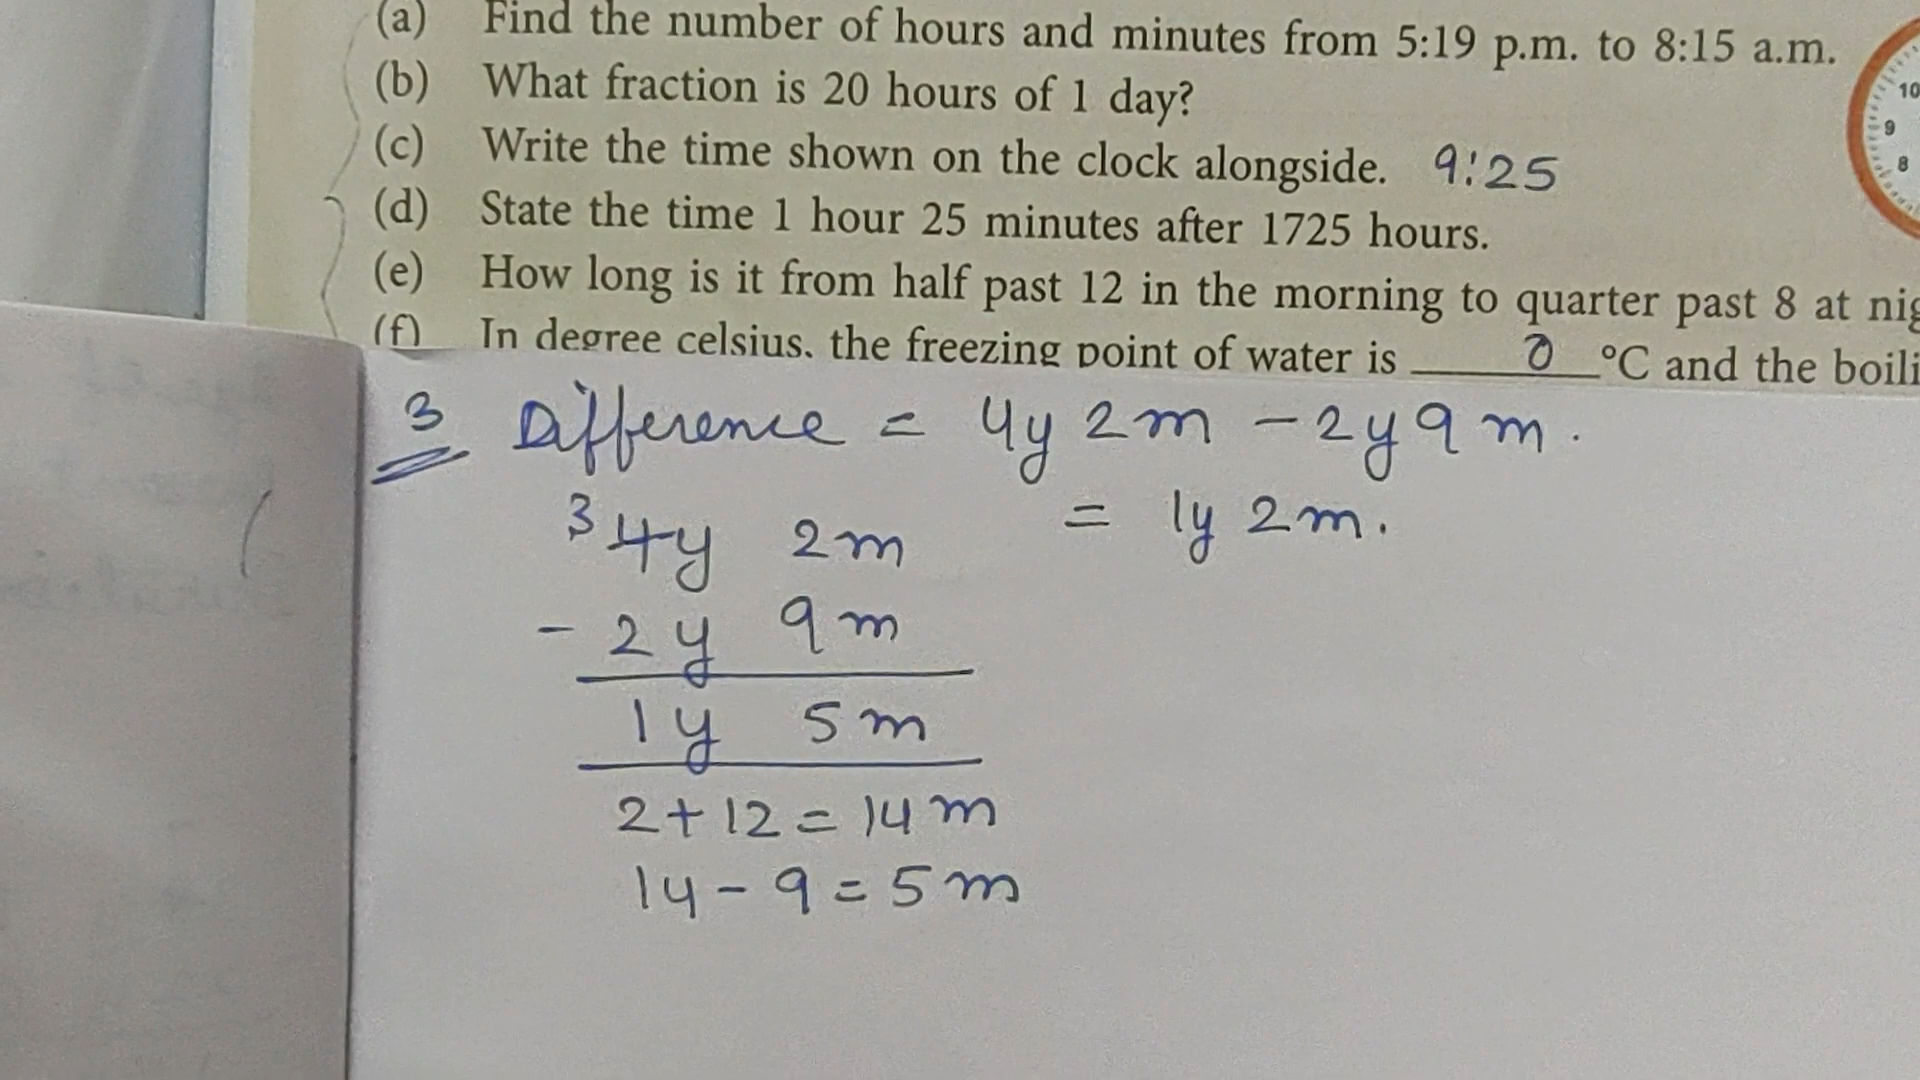 (a) Find the number of hours and minutes from 5:19 p.m. to 8:15 a.m.
(b) What fraction is 20 hours of 1 day?
(c) Write the time shown on the clock alongside. 9:25
(d) State the time 1 hour 25 minutes after 1725 hours.
(e) How long is it from half past 12 in the morning to quarter past 8 at nig
(f) In degree celsius, the freezing point of water is 0 °C and the boili
10
9
8
3 Difference = 4y 2m - 2y 9m.
= 1y 2m.
3 4y 2m
- 2y 9m
1y 5m
2+12=14m
14-9=5m